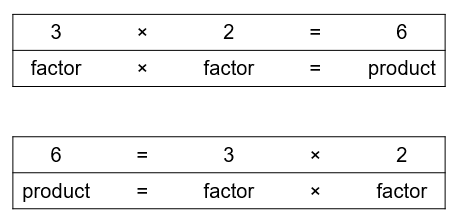 3 × 2 = 6
factor × factor = product
6 = 3 × 2
product = factor × factor